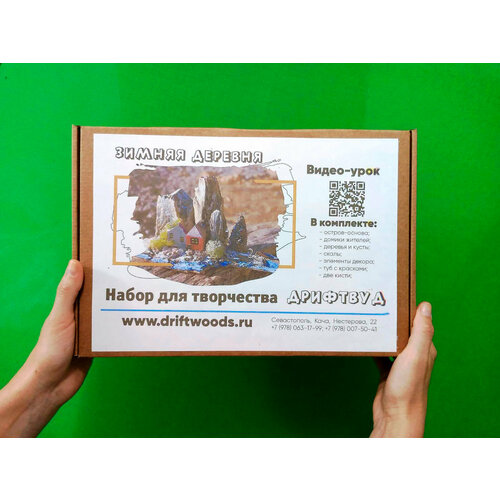 ЗИМНЯЯ ДЕРЕВНЯ
Видео-урок
В комплекте:
- остров-основа;
- домики жителей;
- деревья и кусты;
- скалы;
- элементы декора;
- туб с красками;
- две кисти;
Набор для творчества ДРИФТВУД
www.driftwoods.ru
Севастополь, Кача, Нестерова, 22
+7 (978) 063-17-99; +7 (978) 007-50-41